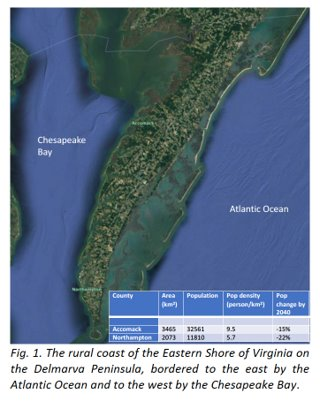 Chesapeake
Bay
Accomack
Atlantic Ocean
Northampton
County Area (km²) Population Pop density (person/km²) Pop change by 2040
Accomack 3465 32561 9.5 -15%
Northampton 2073 11810 5.7 -22%
Fig. 1. The rural coast of the Eastern Shore of Virginia on
the Delmarva Peninsula, bordered to the east by the
Atlantic Ocean and to the west by the Chesapeake Bay.